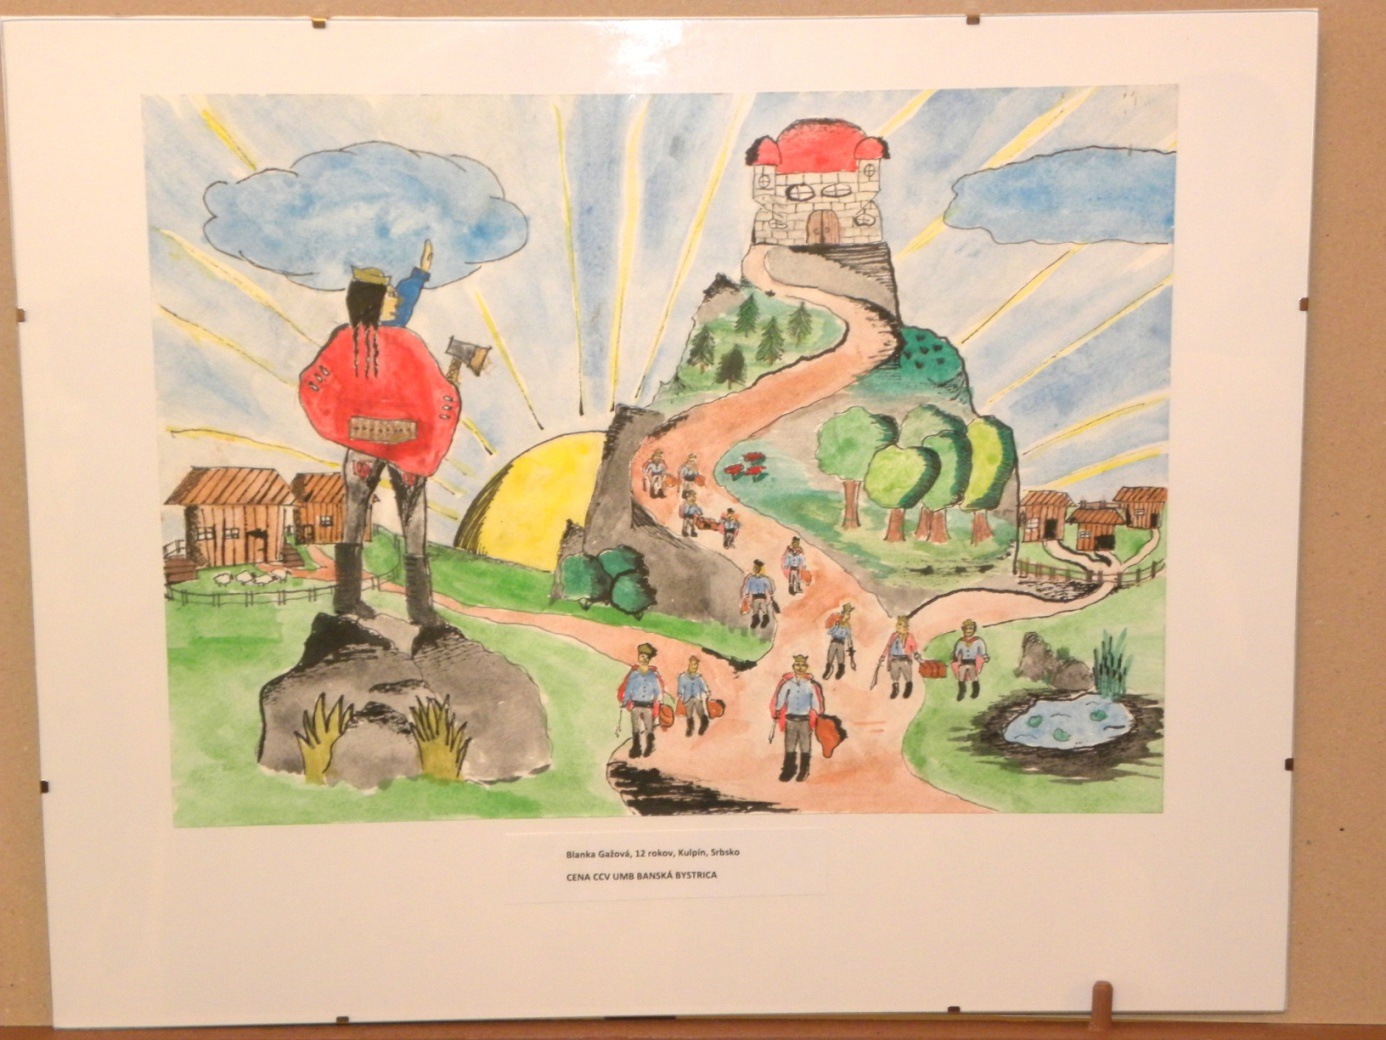 Blanka Gažová, 12 rokov, Kulpín, Srbsko
CENA CCV UMB BANSKÁ BYSTRICA